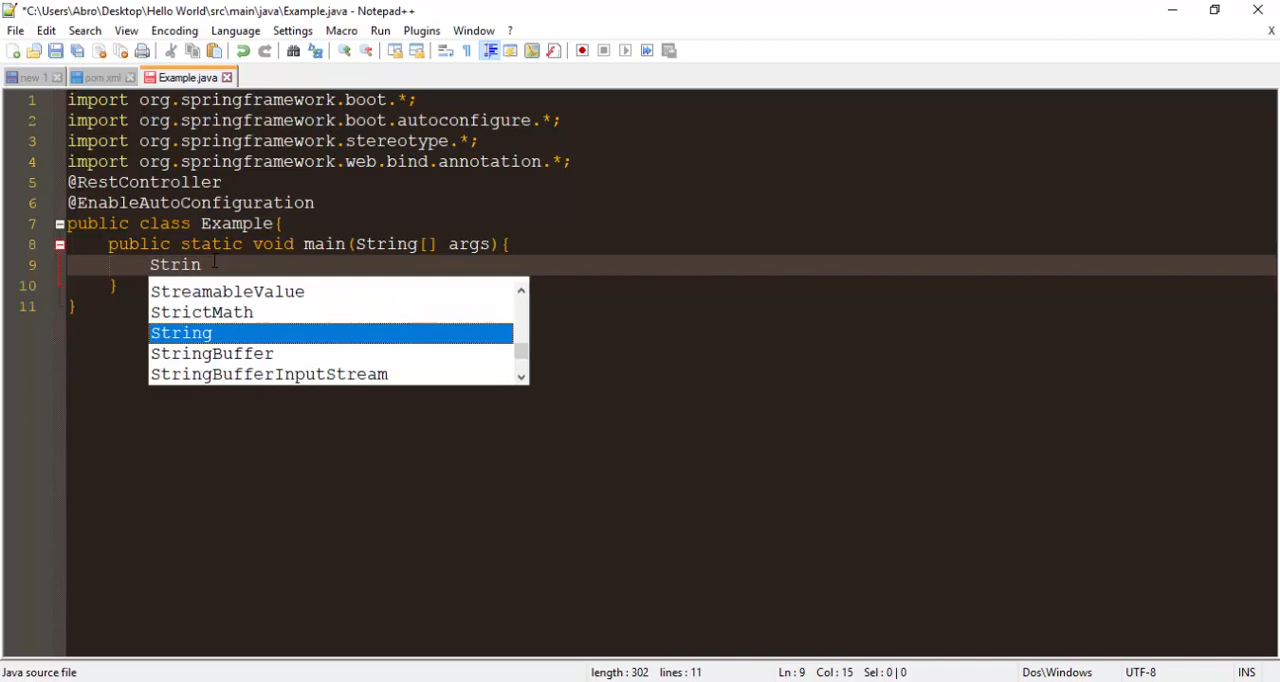 *C:\Users\Abro\Desktop\Hello World\src\main\java\Example.java - Notepad++
File Edit Search View Encoding Language Settings Macro Run Plugins Window ? X
new 1 pom.xml Example.java
1 import org.springframework.boot.*;
2 import org.springframework.boot.autoconfigure.*;
3 import org.springframework.stereotype.*;
4 import org.springframework.web.bind.annotation.*;
5 @RestController
6 @EnableAutoConfiguration
7 public class Example{
8 public static void main(String[] args){
9 Strin
10 }
11 }
StreamableValue
StrictMath
String
StringBuffer
StringBufferInputStream
Java source file length : 302 lines : 11 Ln : 9 Col : 15 Sel : 0 | 0 Dos\Windows UTF-8 INS